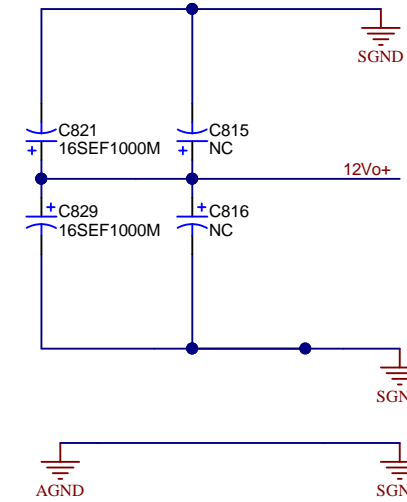 SGND
C821
16SEF1000M
+
C815
NC
+
12Vo+
+
C829
16SEF1000M
+
C816
NC
SGN
AGND
SGN